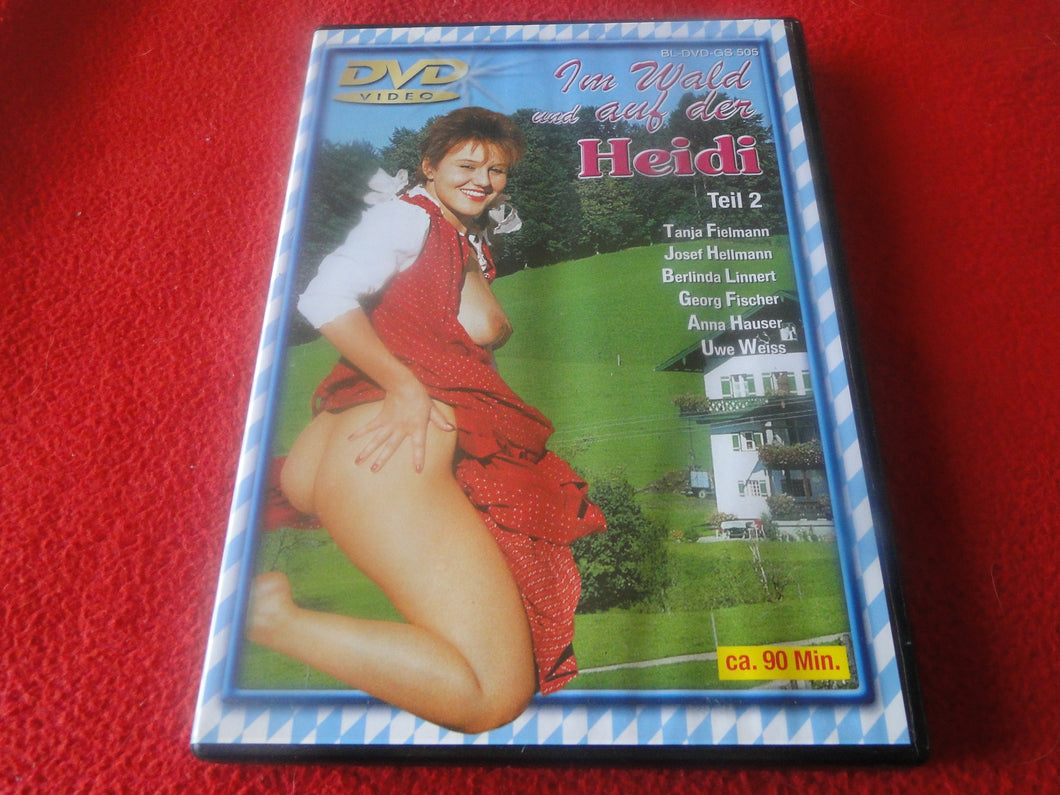 BL-DVD-GS 505
DVD
VIDEO
Im Wald
und auf der
Heidi
Teil 2
Tanja Fielmann
Josef Hellmann
Berlinda Linnert
Georg Fischer
Anna Hauser
Uwe Weiss
ca. 90 Min.